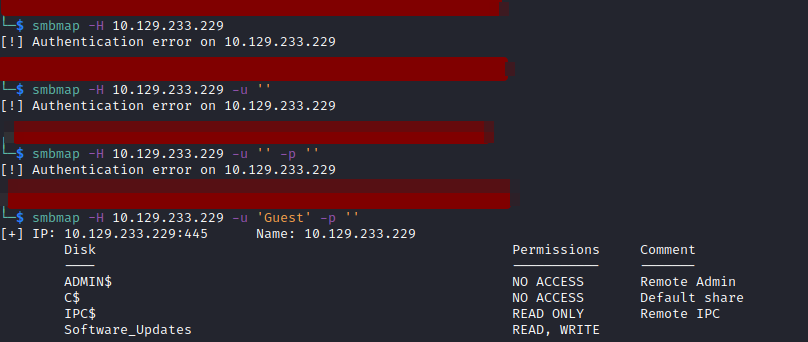 └─$ smbmap -H 10.129.233.229
[!] Authentication error on 10.129.233.229
└─$ smbmap -H 10.129.233.229 -u ''
[!] Authentication error on 10.129.233.229
└─$ smbmap -H 10.129.233.229 -u '' -p ''
[!] Authentication error on 10.129.233.229
└─$ smbmap -H 10.129.233.229 -u 'Guest' -p ''
[+] IP: 10.129.233.229:445 Name: 10.129.233.229
Disk Permissions Comment
---- ----------- -------
ADMIN$ NO ACCESS Remote Admin
C$ NO ACCESS Default share
IPC$ READ ONLY Remote IPC
Software_Updates READ, WRITE